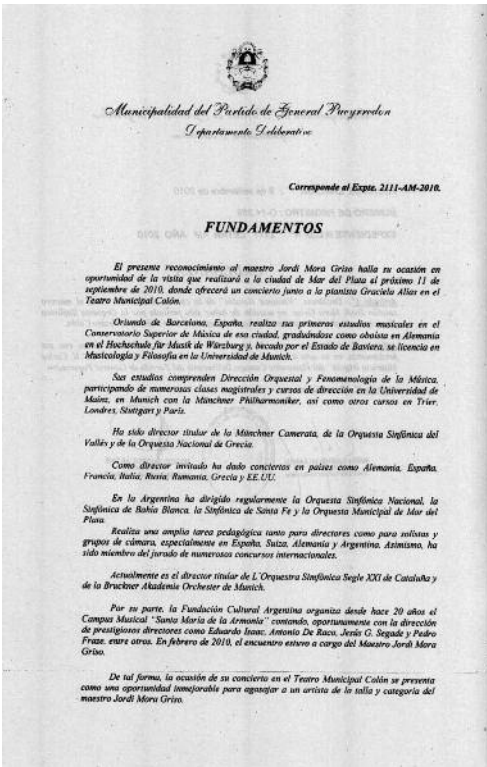 Municipalidad del Partido de General Pueyrredon
Departamento Deliberativo
Corresponde al Expte. 2111-AM-2010.
FUNDAMENTOS
El presente reconocimiento al maestro Jordi Mora Griso halla su ocasión en
oportunidad de la visita que realizará a la ciudad de Mar del Plata el próximo 11 de
septiembre de 2010, donde ofrecerá un concierto junto a la pianista Graciela Alías en el
Teatro Municipal Colón.
Oriundo de Barcelona, España, realiza sus primeros estudios musicales en el
Conservatorio Superior de Música de esa ciudad, graduándose como oboísta en Alemania
en el Hochschule für Musik de Würzburg y, becado por el Estado de Baviera, se licencia en
Musicología y Filosofía en la Universidad de Munich.
Sus estudios comprenden Dirección Orquestal y Fenomenología de la Música,
participando de numerosas clases magistrales y cursos de dirección en la Universidad de
Mainz, en Munich con la Münchner Philharmoniker, así como otros cursos en Trier,
Londres, Stuttgart y París.
Ha sido director titular de la Münchner Camerata, de la Orquesta Sinfónica del
Vallés y de la Orquesta Nacional de Grecia.
Como director invitado ha dado conciertos en países como Alemania, España,
Francia, Italia, Rusia, Rumania, Grecia y EE.UU.
En la Argentina ha dirigido regularmente la Orquesta Sinfónica Nacional, la
Sinfónica de Bahía Blanca, la Sinfónica de Santa Fe y la Orquesta Municipal de Mar del
Plata.
Realiza una amplia tarea pedagógica tanto para directores como para solistas y
grupos de cámara, especialmente en España, Suiza, Alemania y Argentina. Asimismo, ha
sido miembro del jurado de numerosos concursos internacionales.
Actualmente es el director titular de L´Orquestra Simfònica Segle XXI de Cataluña y
de la Bruckner Akademie Orchester de Munich.
Por su parte, la Fundación Cultural Argentina organiza desde hace 20 años el
Campus Musical "Santa María de la Armonía" contando, oportunamente con la dirección
de prestigiosos directores como Eduardo Isaac, Antonio De Raco, Jesús G. Segade y Pedro
Fraze, entre otros. En febrero de 2010, el encuentro estuvo a cargo del Maestro Jordi Mora
Griso.
De tal forma, la ocasión de su concierto en el Teatro Municipal Colón se presenta
como una oportunidad inmejorable para agasajar a un artista de la talla y categoría del
maestro Jordi Mora Griso.